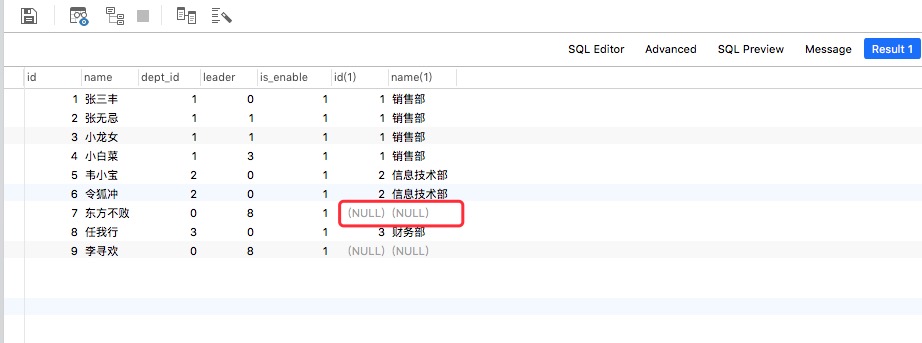 SQL Editor Advanced SQL Preview Message Result 1
id name dept_id leader is_enable id(1) name(1)
1 张三丰 1 0 1 1 销售部
2 张无忌 1 1 1 1 销售部
3 小龙女 1 1 1 1 销售部
4 小白菜 1 3 1 1 销售部
5 韦小宝 2 0 1 2 信息技术部
6 令狐冲 2 0 1 2 信息技术部
7 东方不败 0 8 1 (NULL) (NULL)
8 任我行 3 0 1 3 财务部
9 李寻欢 0 8 1 (NULL) (NULL)